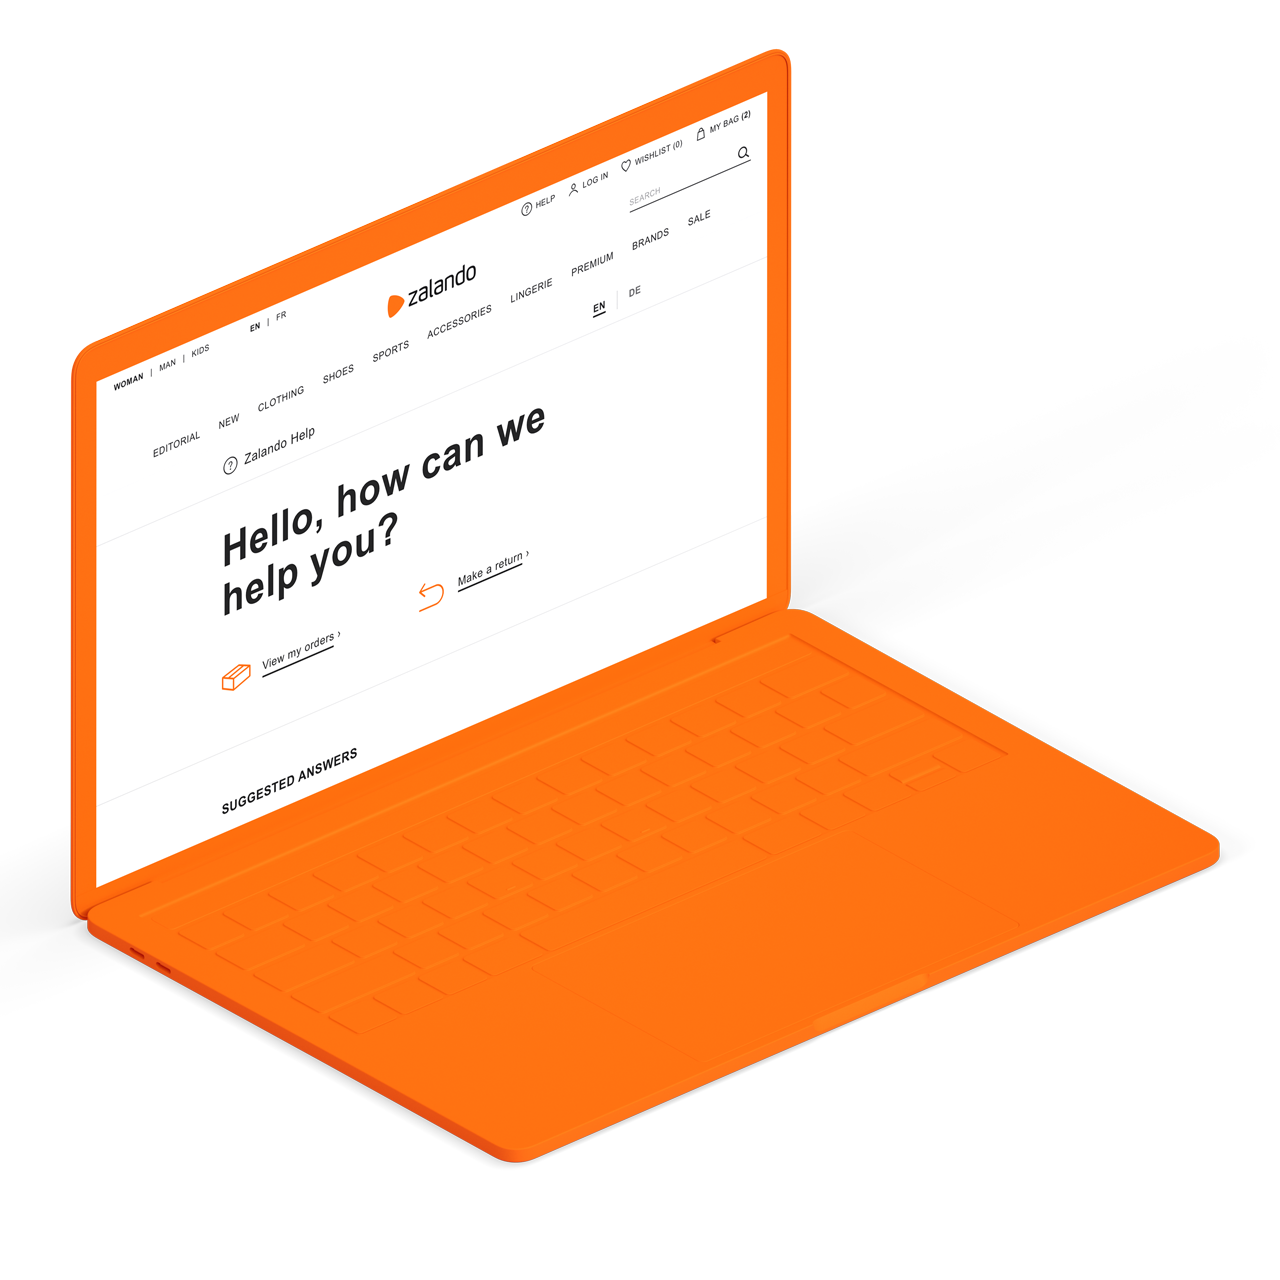 HELP LOG IN WISHLIST (0) MY BAG (2)
WOMAN | MAN | KIDS EN | FR
zalando
SEARCH
EDITORIAL NEW CLOTHING SHOES SPORTS ACCESSORIES LINGERIE PREMIUM BRANDS SALE
? Zalando Help
EN DE
Hello, how can we
help you?
View my orders ›
Make a return ›
SUGGESTED ANSWERS